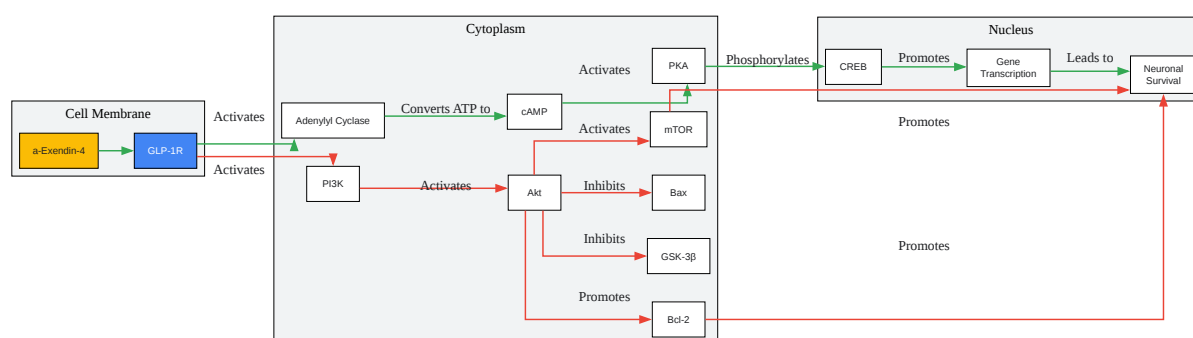 Cytoplasm
Nucleus
Cell Membrane
a-Exendin-4
GLP-1R
Activates
Activates
Adenylyl Cyclase
Converts ATP to
cAMP
Activates
PKA
Phosphorylates
CREB
Promotes
Gene
Transcription
Leads to
Neuronal
Survival
PI3K
Activates
Akt
Activates
mTOR
Promotes
Inhibits
Bax
Inhibits
GSK-3β
Promotes
Promotes
Bcl-2